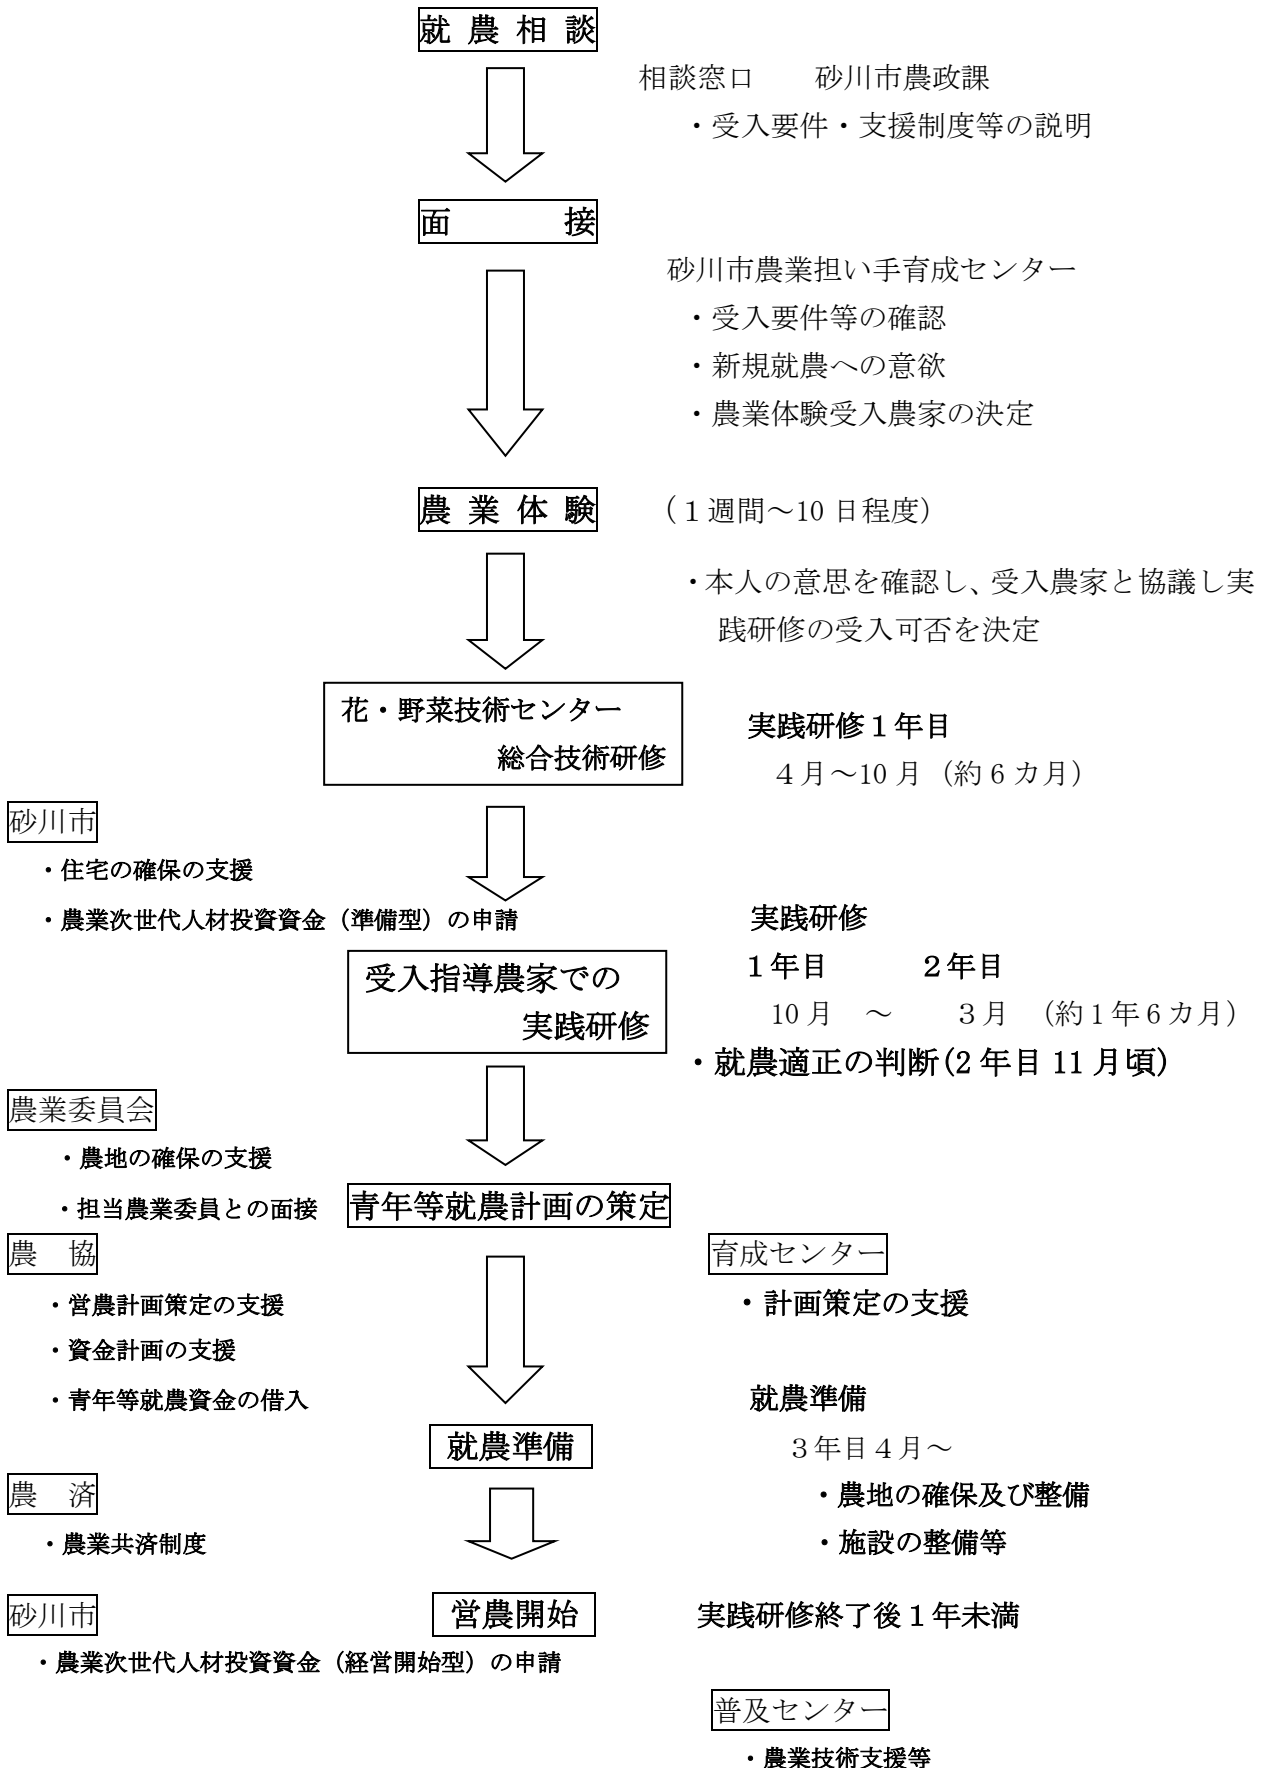 就農相談
相談窓口　　砂川市農政課
・受入要件・支援制度等の説明
面　　接
砂川市農業担い手育成センター
・受入要件等の確認
・新規就農への意欲
・農業体験受入農家の決定
農業体験　（１週間～10日程度）
・本人の意思を確認し、受入農家と協議し実
践研修の受入可否を決定
花・野菜技術センター
総合技術研修
実践研修１年目
４月～10月（約６カ月）
砂川市
・住宅の確保の支援
・農業次世代人材投資資金（準備型）の申請
実践研修
１年目　　　２年目
10月　～　　３月　（約１年６カ月）
受入指導農家での
実践研修
・就農適正の判断(2年目11月頃)
農業委員会
・農地の確保の支援
・担当農業委員との面接
青年等就農計画の策定
農　協
・営農計画策定の支援
・資金計画の支援
・青年等就農資金の借入
育成センター
・計画策定の支援
就農準備
就農準備
３年目４月～
・農地の確保及び整備
・施設の整備等
農　済
・農業共済制度
砂川市
営農開始
実践研修終了後１年未満
・農業次世代人材投資資金（経営開始型）の申請
普及センター
・農業技術支援等